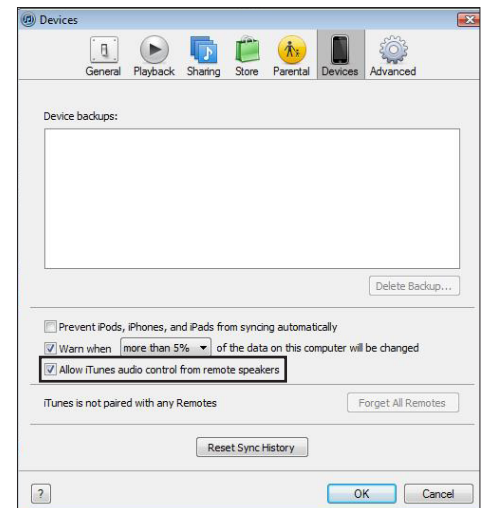 Devices
General Playback Sharing Store Parental Devices Advanced
Device backups:
Delete Backup...
Prevent iPods, iPhones, and iPads from syncing automatically
Warn when more than 5% of the data on this computer will be changed
Allow iTunes audio control from remote speakers
iTunes is not paired with any Remotes Forget All Remotes
Reset Sync History
? OK Cancel